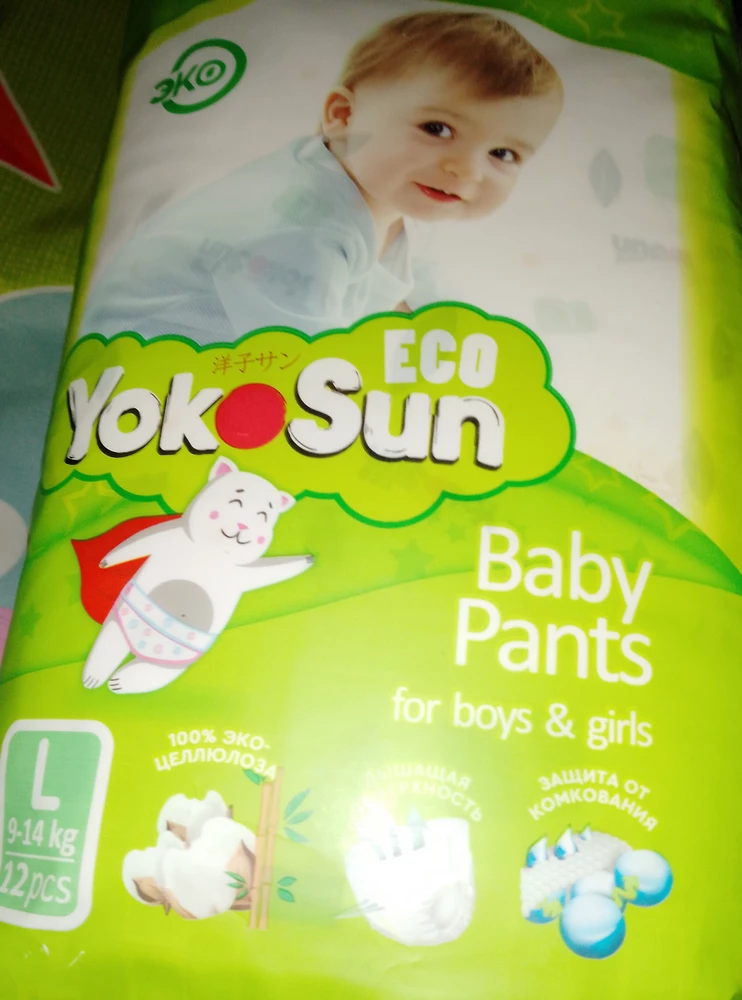 ЭКО
ECO
洋子サン
YokoSun
Baby
Pants
for boys & girls
L
9-14 kg
12pcs
100% ЭКО-
ЦЕЛЛЮЛОЗА
ЗАЩИТА ОТ
КОМКОВАНИЯ